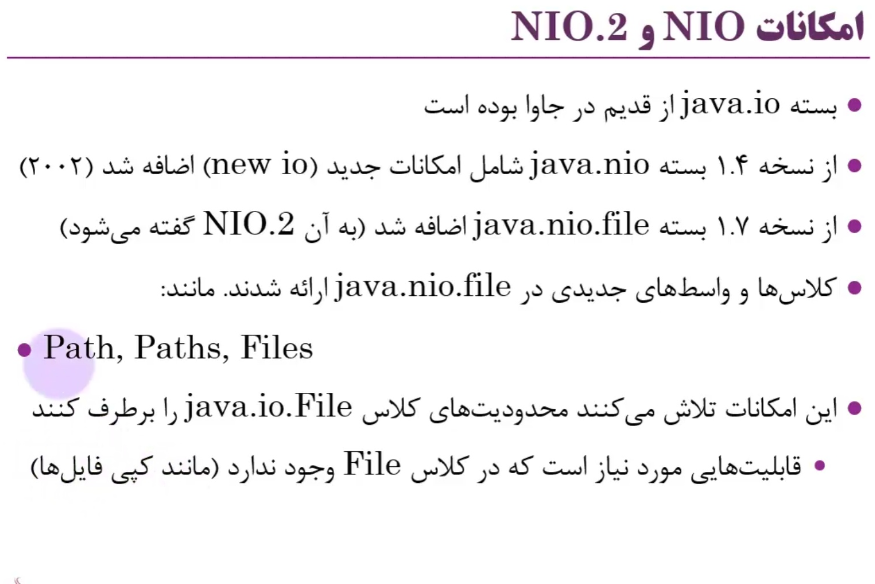 امکانات NIO و NIO.2
• بسته java.io از قدیم در جاوا بوده است
• از نسخه ۱.۴ بسته java.nio شامل امکانات جدید (new io) اضافه شد (۲۰۰۲)
• از نسخه ۱.۷ بسته java.nio.file اضافه شد (به آن NIO.2 گفته می‌شود)
• کلاس‌ها و واسط‌های جدیدی در java.nio.file ارائه شدند. مانند:
• Path, Paths, Files
• این امکانات تلاش می‌کنند محدودیت‌های کلاس java.io.File را برطرف کنند
• قابلیت‌هایی مورد نیاز است که در کلاس File وجود ندارد (مانند کپی فایل‌ها)